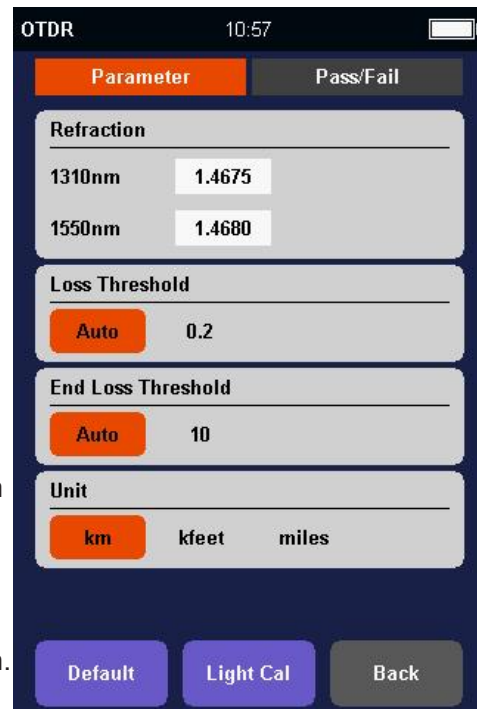 OTDR 10:57
Parameter Pass/Fail
Refraction
1310nm 1.4675
1550nm 1.4680
Loss Threshold
Auto 0.2
End Loss Threshold
Auto 10
Unit
km kfeet miles
Default Light Cal Back